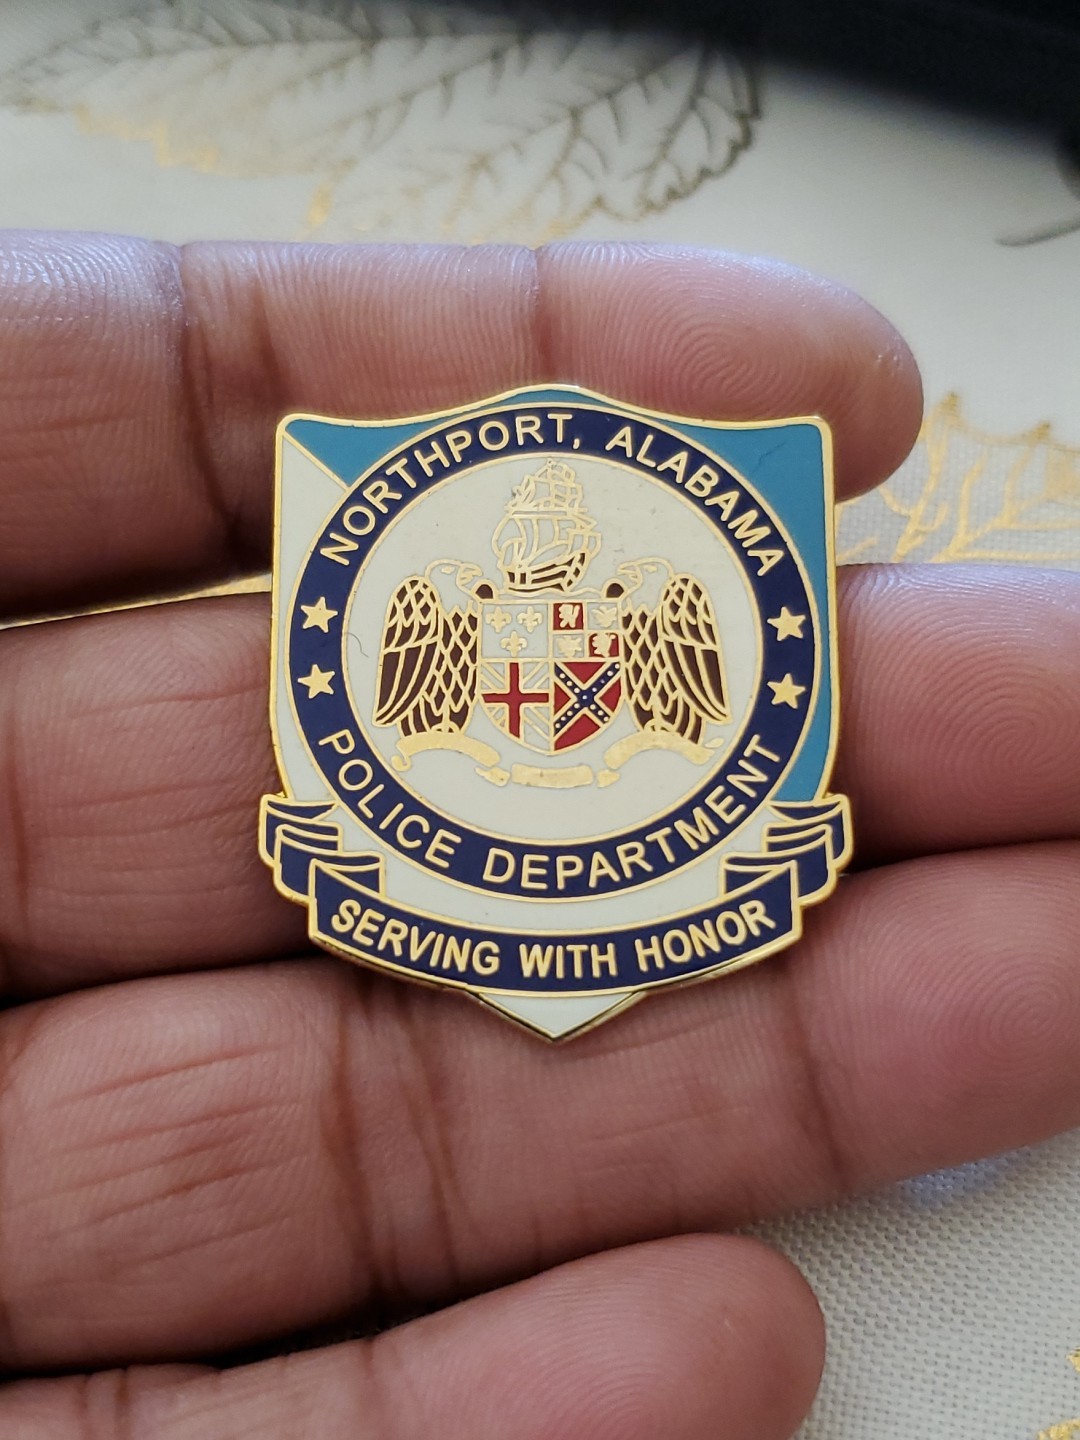 NORTHPORT, ALABAMA
POLICE DEPARTMENT
SERVING WITH HONOR